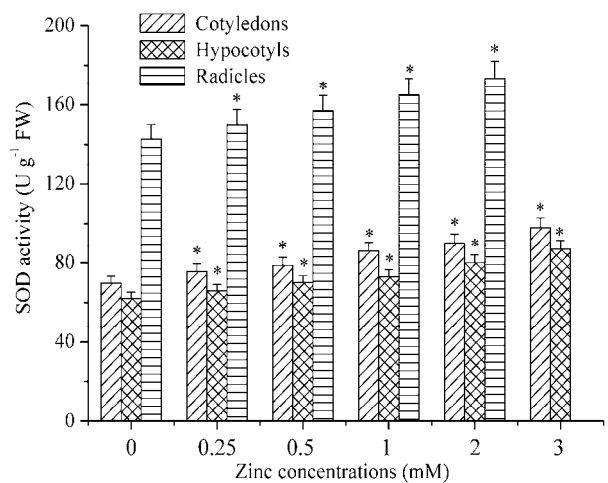 Cotyledons
Hypocotyls
Radicles
SOD activity (U g⁻¹ FW)
200
160
120
80
40
0
* * * * * * * * * * * * * *
0 0.25 0.5 1 2 3
Zinc concentrations (mM)